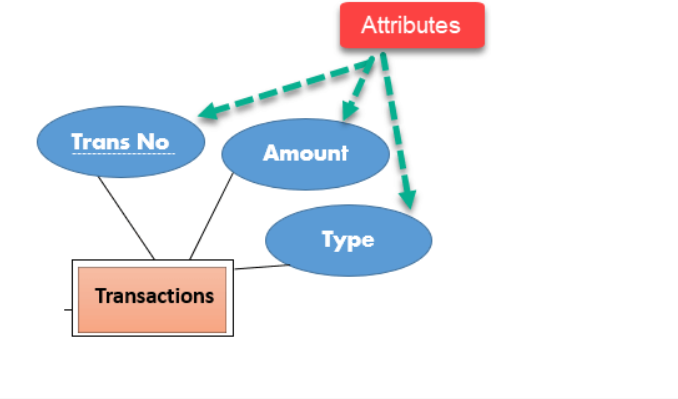 Attributes
Trans No
Amount
Type
Transactions